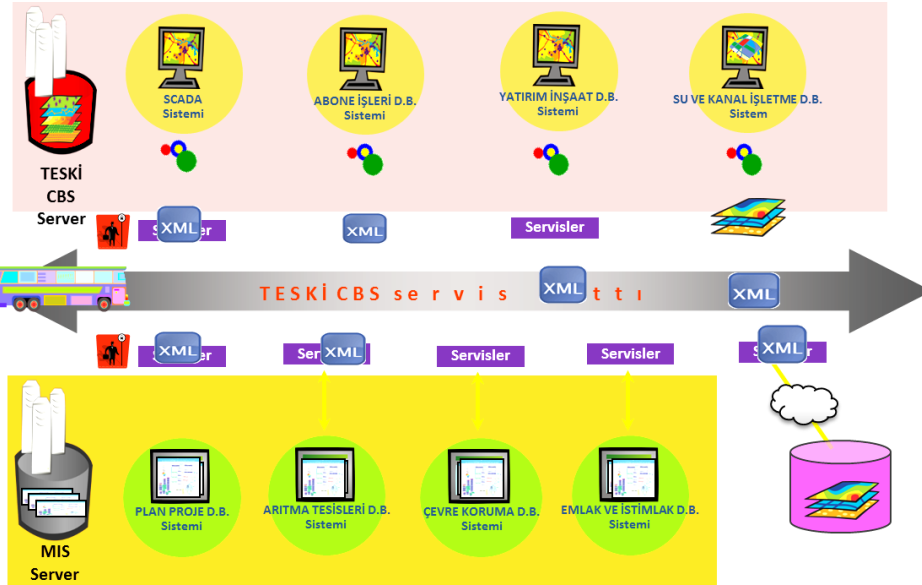 SCADA
Sistemi
ABONE İŞLERİ D.B.
Sistemi
YATIRIM İNŞAAT D.B.
Sistemi
SU VE KANAL İŞLETME D.B.
Sistem
TESKİ
CBS
Server
XML
XML
Servisler
TESKİ CBS servis
XML
ttı
XML
XML
XML
Servisler
Servisler
XML
MIS
Server
PLAN PROJE D.B.
Sistemi
ARITMA TESİSLERİ D.B.
Sistemi
ÇEVRE KORUMA D.B.
Sistemi
EMLAK VE İSTİMLAK D.B.
Sistemi